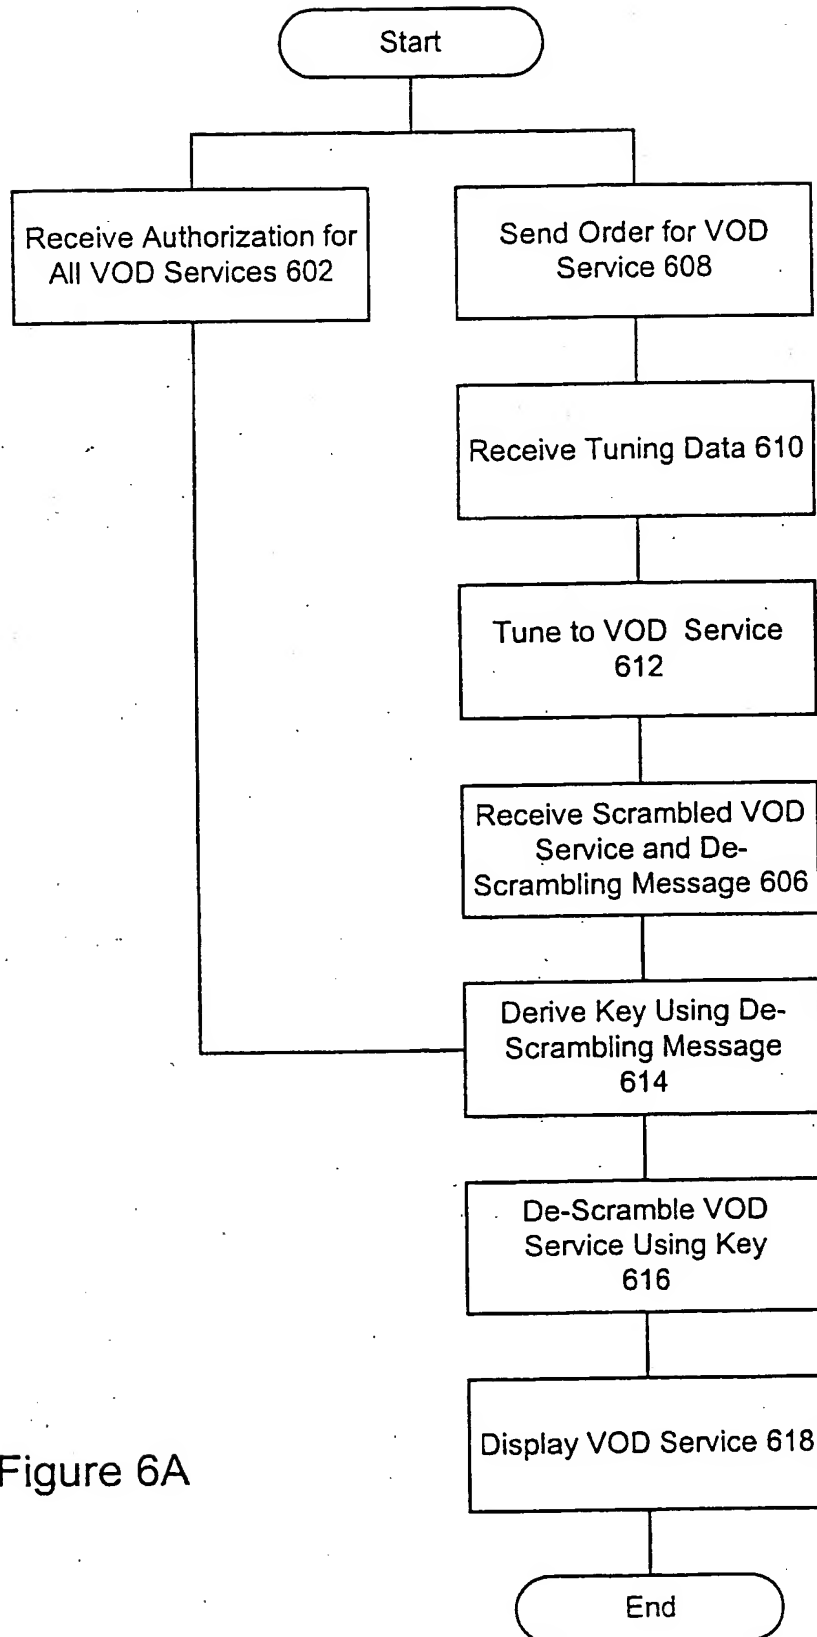 Start
Receive Authorization for
All VOD Services 602
Send Order for VOD
Service 608
Receive Tuning Data 610
Tune to VOD Service
612
Receive Scrambled VOD
Service and De-
Scrambling Message 606
Derive Key Using De-
Scrambling Message
614
De-Scramble VOD
Service Using Key
616
Display VOD Service 618
Figure 6A
End